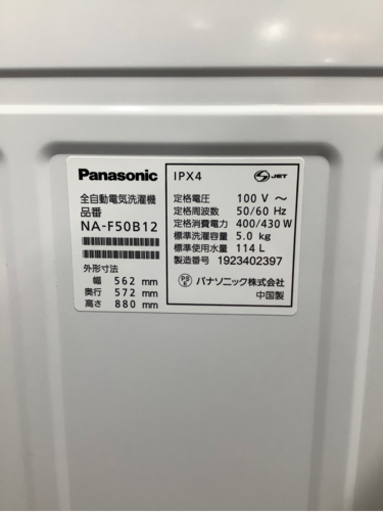 Panasonic
全自動電気洗濯機
品番
NA-F50B12
外形寸法
幅 562 mm
奥行 572 mm
高さ 880 mm
IPX4
JET
定格電圧 100 V ～
定格周波数 50/60 Hz
定格消費電力 400/430 W
標準洗濯容量 5.0 kg
標準使用水量 114 L
製造番号 1923402397
PS
E
パナソニック株式会社
中国製